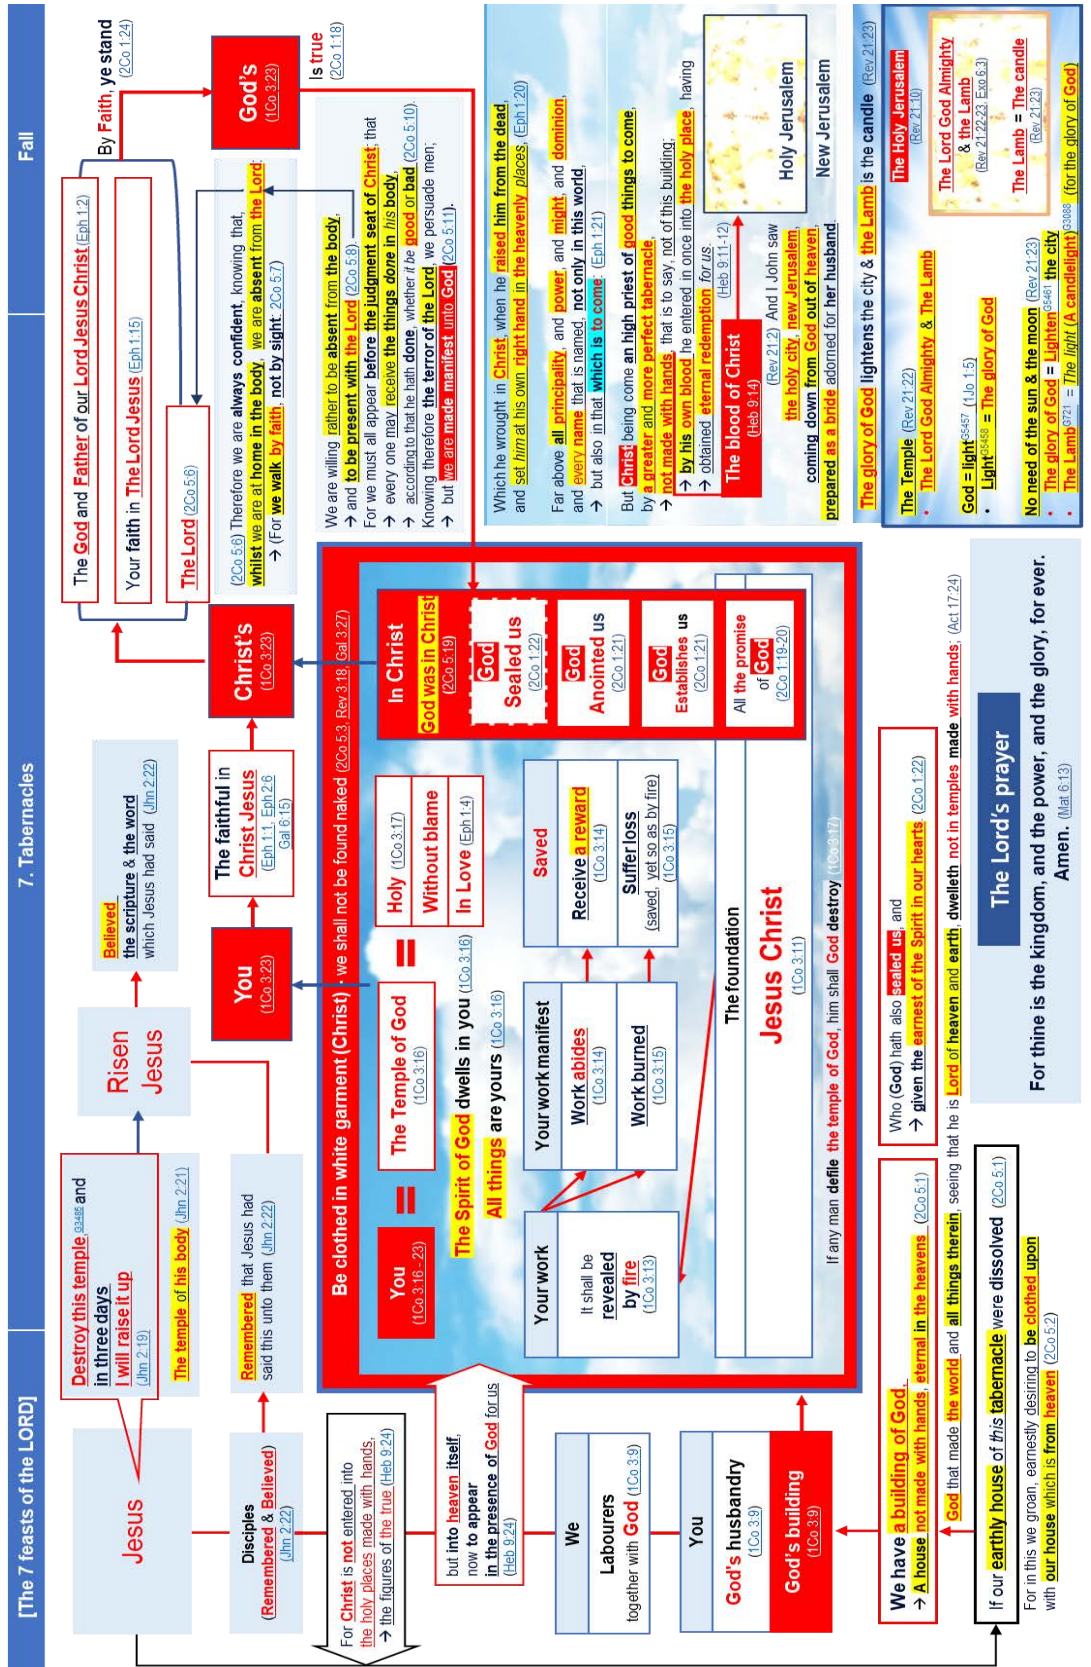 [The 7 feasts of the LORD]
7. Tabernacles
Fall
Jesus
Destroy this temple,G3485 and
in three days
I will raise it up
(Jhn 2:19)
The temple of his body (Jhn 2:21)
Risen
Jesus
Believed
the scripture & the word
which Jesus had said (Jhn 2:22)
Disciples
(Remembered & Believed)
(Jhn 2:22)
Remembered that Jesus had
said this unto them (Jhn 2:22)
You
(1Co 3:23)
The faithful in
Christ Jesus
(Eph 1:1, Eph 2:6
Gal 6:15)
Christ's
(1Co 3:23)
The God and Father of our Lord Jesus Christ (Eph 1:2)
Your faith in The Lord Jesus (Eph 1:15)
The Lord (2Co 5:6)
By Faith, ye stand
(2Co 1:24)
God's
(1Co 3:23)
Is true
(2Co 1:18)
(2Co 5:6) Therefore we are always confident, knowing that,
whilst we are at home in the body, we are absent from the Lord:
→ (For we walk by faith, not by sight. 2Co 5:7)
We are willing rather to be absent from the body,
→ and to be present with the Lord (2Co 5:8).
For we must all appear before the judgment seat of Christ; that
→ every one may receive the things done in his body,
→ according to that he hath done, whether it be good or bad (2Co 5:10).
Knowing therefore the terror of the Lord, we persuade men;
→ but we are made manifest unto God (2Co 5:11).
For Christ is not entered into
the holy places made with hands,
→ the figures of the true (Heb 9:24)
but into heaven itself,
now to appear
in the presence of God for us
(Heb 9:24)
We
Labourers
together with God (1Co 3:9)
You
God's husbandry
(1Co 3:9)
God's building
(1Co 3:9)
Be clothed in white garment (Christ) - we shall not be found naked (2Co 5:3, Rev 3:18, Gal 3:27)
You
(1Co 3:16 - 23)
=
The Temple of God
(1Co 3:16)
=
Holy (1Co 3:17)
Without blame
In Love (Eph 1:4)
The Spirit of God dwells in you (1Co 3:16)
All things are yours (1Co 3:16)
Your work
It shall be
revealed
by fire
(1Co 3:13)
Your work manifest
Work abides
(1Co 3:14)
Work burned
(1Co 3:15)
Saved
Receive a reward
(1Co 3:14)
Suffer loss
(saved, yet so as by fire)
(1Co 3:15)
The foundation
Jesus Christ
(1Co 3:11)
If any man defile the temple of God, him shall God destroy (1Co 3:17)
In Christ
God was in Christ
(2Co 5:19)
God
Sealed us
(2Co 1:22)
God
Anointed us
(2Co 1:21)
God
Establishes us
(2Co 1:21)
All the promise
of God
(2Co 1:19-20)
Which he wrought in Christ, when he raised him from the dead,
and set him at his own right hand in the heavenly places, (Eph 1:20)
Far above all principality, and power, and might, and dominion,
and every name that is named, not only in this world,
→ but also in that which is to come: (Eph 1:21)
But Christ being come an high priest of good things to come,
by a greater and more perfect tabernacle,
→ not made with hands, that is to say, not of this building;
→ by his own blood he entered in once into the holy place, having
→ obtained eternal redemption for us.
(Heb 9:11-12)
The blood of Christ
(Heb 9:14)
Holy Jerusalem
New Jerusalem
(Rev 21:2) And I John saw
the holy city, new Jerusalem,
coming down from God out of heaven,
prepared as a bride adorned for her husband.
The glory of God lightens the city & the Lamb is the candle (Rev 21:23)
The Temple (Rev 21:22)
• The Lord God Almighty & The Lamb
God = lightG5457 (1Jo 1:5)
• LightG5458 = The glory of God
No need of the sun & the moon (Rev 21:23)
• The glory of God = LightenG5461 the city
• The LambG721 = The light (A candlelight)G3088 (for the glory of God)
The Holy Jerusalem
(Rev 21:10)
The Lord God Almighty
& the Lamb
(Rev 21:22-23, Exo 6:3)
The Lamb = The candle
(Rev 21:23)
We have a building of God,
→ A house not made with hands, eternal in the heavens (2Co 5:1)
Who (God) hath also sealed us, and
→ given the earnest of the Spirit in our hearts. (2Co 1:22)
God that made the world and all things therein, seeing that he is Lord of heaven and earth, dwelleth not in temples made with hands; (Act 17:24)
If our earthly house of this tabernacle were dissolved (2Co 5:1)
For in this we groan, earnestly desiring to be clothed upon
with our house which is from heaven (2Co 5:2)
The Lord's prayer
For thine is the kingdom, and the power, and the glory, for ever.
Amen. (Mat 6:13)